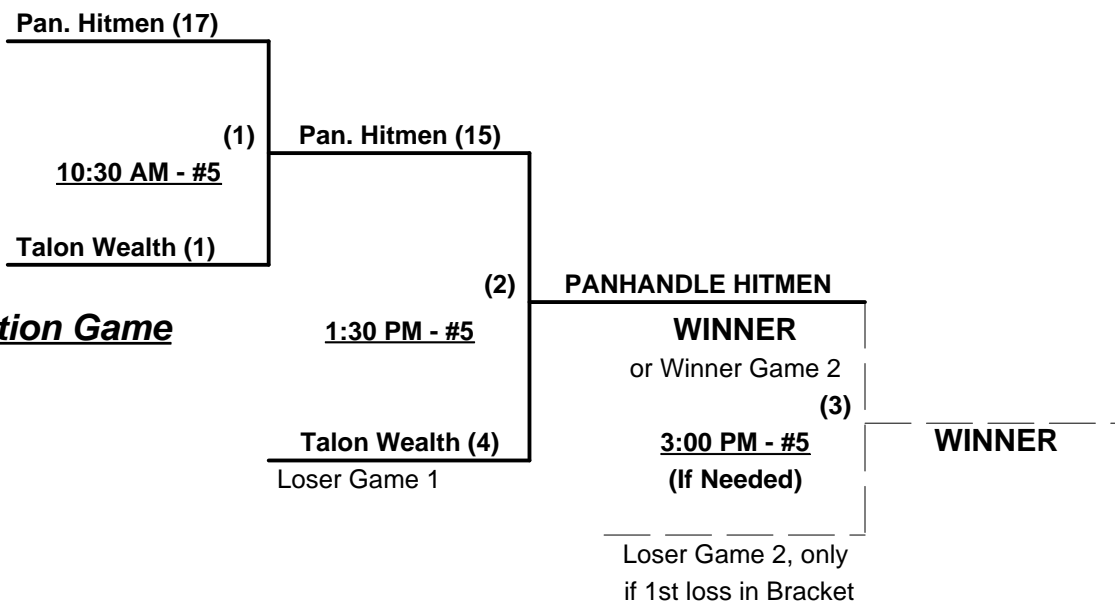 Pan. Hitmen (17)
(1)
Pan. Hitmen (15)
10:30 AM - #5
Talon Wealth (1)
(2)
PANHANDLE HITMEN
tion Game
1:30 PM - #5
WINNER
or Winner Game 2
(3)
Talon Wealth (4)
3:00 PM - #5
WINNER
Loser Game 1
(If Needed)
Loser Game 2, only
if 1st loss in Bracket